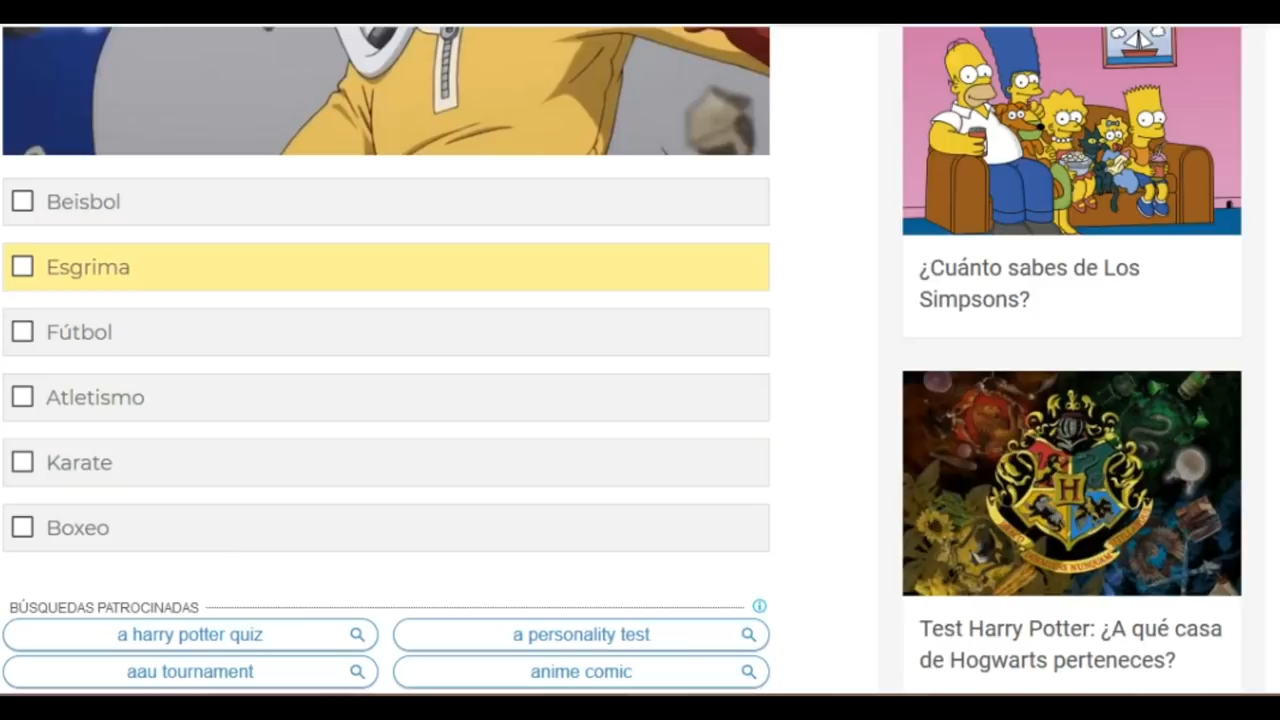 Beisbol
Esgrima
Fútbol
Atletismo
Karate
Boxeo
BÚSQUEDAS PATROCINADAS
a harry potter quiz
a personality test
aau tournament
anime comic
¿Cuánto sabes de Los
Simpsons?
H
Test Harry Potter: ¿A qué casa
de Hogwarts perteneces?